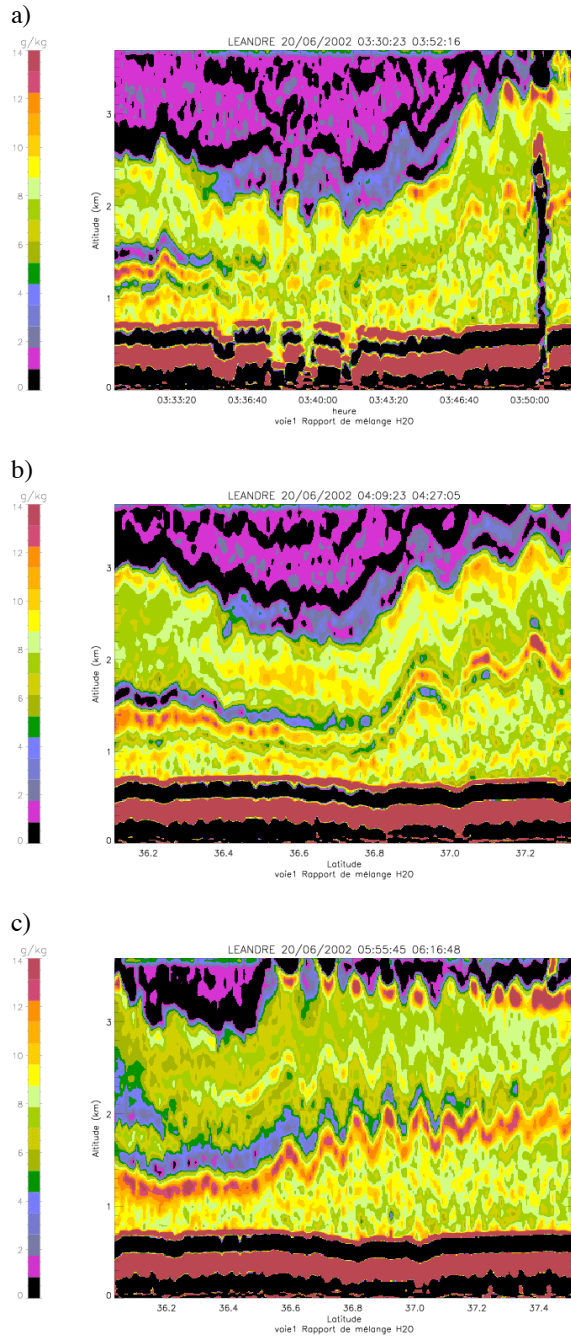 a)
g/kg
LEANDRE 20/06/2002 03:30:23 03:52:16
14
12
10
8
6
4
2
0
Altitude (km)
3
2
1
0
03:33:20 03:36:40 03:40:00 03:43:20 03:46:40 03:50:00
heure
voie1 Rapport de mélange H2O
b)
g/kg
LEANDRE 20/06/2002 04:09:23 04:27:05
14
12
10
8
6
4
2
0
Altitude (km)
3
2
1
0
36.2 36.4 36.6 36.8 37.0 37.2
Latitude
voie1 Rapport de mélange H2O
c)
g/kg
LEANDRE 20/06/2002 05:55:45 06:16:48
14
12
10
8
6
4
2
0
Altitude (km)
3
2
1
0
36.2 36.4 36.6 36.8 37.0 37.2 37.4
Latitude
voie1 Rapport de mélange H2O